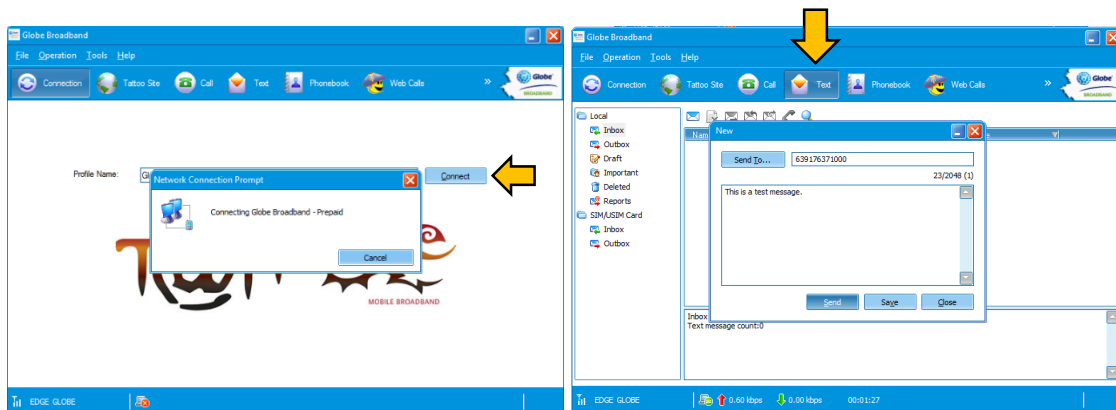 Globe Broadband
File Operation Tools Help
Connection Tattoo Site Call Text Phonebook Web Calls » Globe
BROADBAND
Profile Name: Gl Connect
Network Connection Prompt
Connecting Globe Broadband - Prepaid
Cancel
MOBILE BROADBAND
EDGE GLOBE
Globe Broadband
File Operation Tools Help
Connection Tattoo Site Call Text Phonebook Web Calls » Globe
BROADBAND
Local
Inbox
Outbox
Draft
Important
Deleted
Reports
SIM/USIM Card
Inbox
Outbox
Nam
New
Send To... 639176371000
23/2048 (1)
This is a test message.
Send Save Close
Inbox
Text message count:0
EDGE GLOBE 0.60 kbps 0.00 kbps 00:01:27